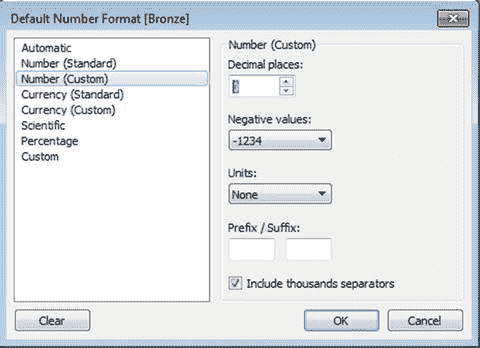 Default Number Format [Bronze]
Automatic
Number (Standard)
Number (Custom)
Currency (Standard)
Currency (Custom)
Scientific
Percentage
Custom
Number (Custom)
Decimal places:
Negative values:
-1234
Units:
None
Prefix / Suffix:
Include thousands separators
Clear
OK
Cancel